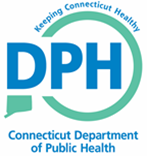 Keeping Connecticut Healthy
DPH
Connecticut Department
of Public Health